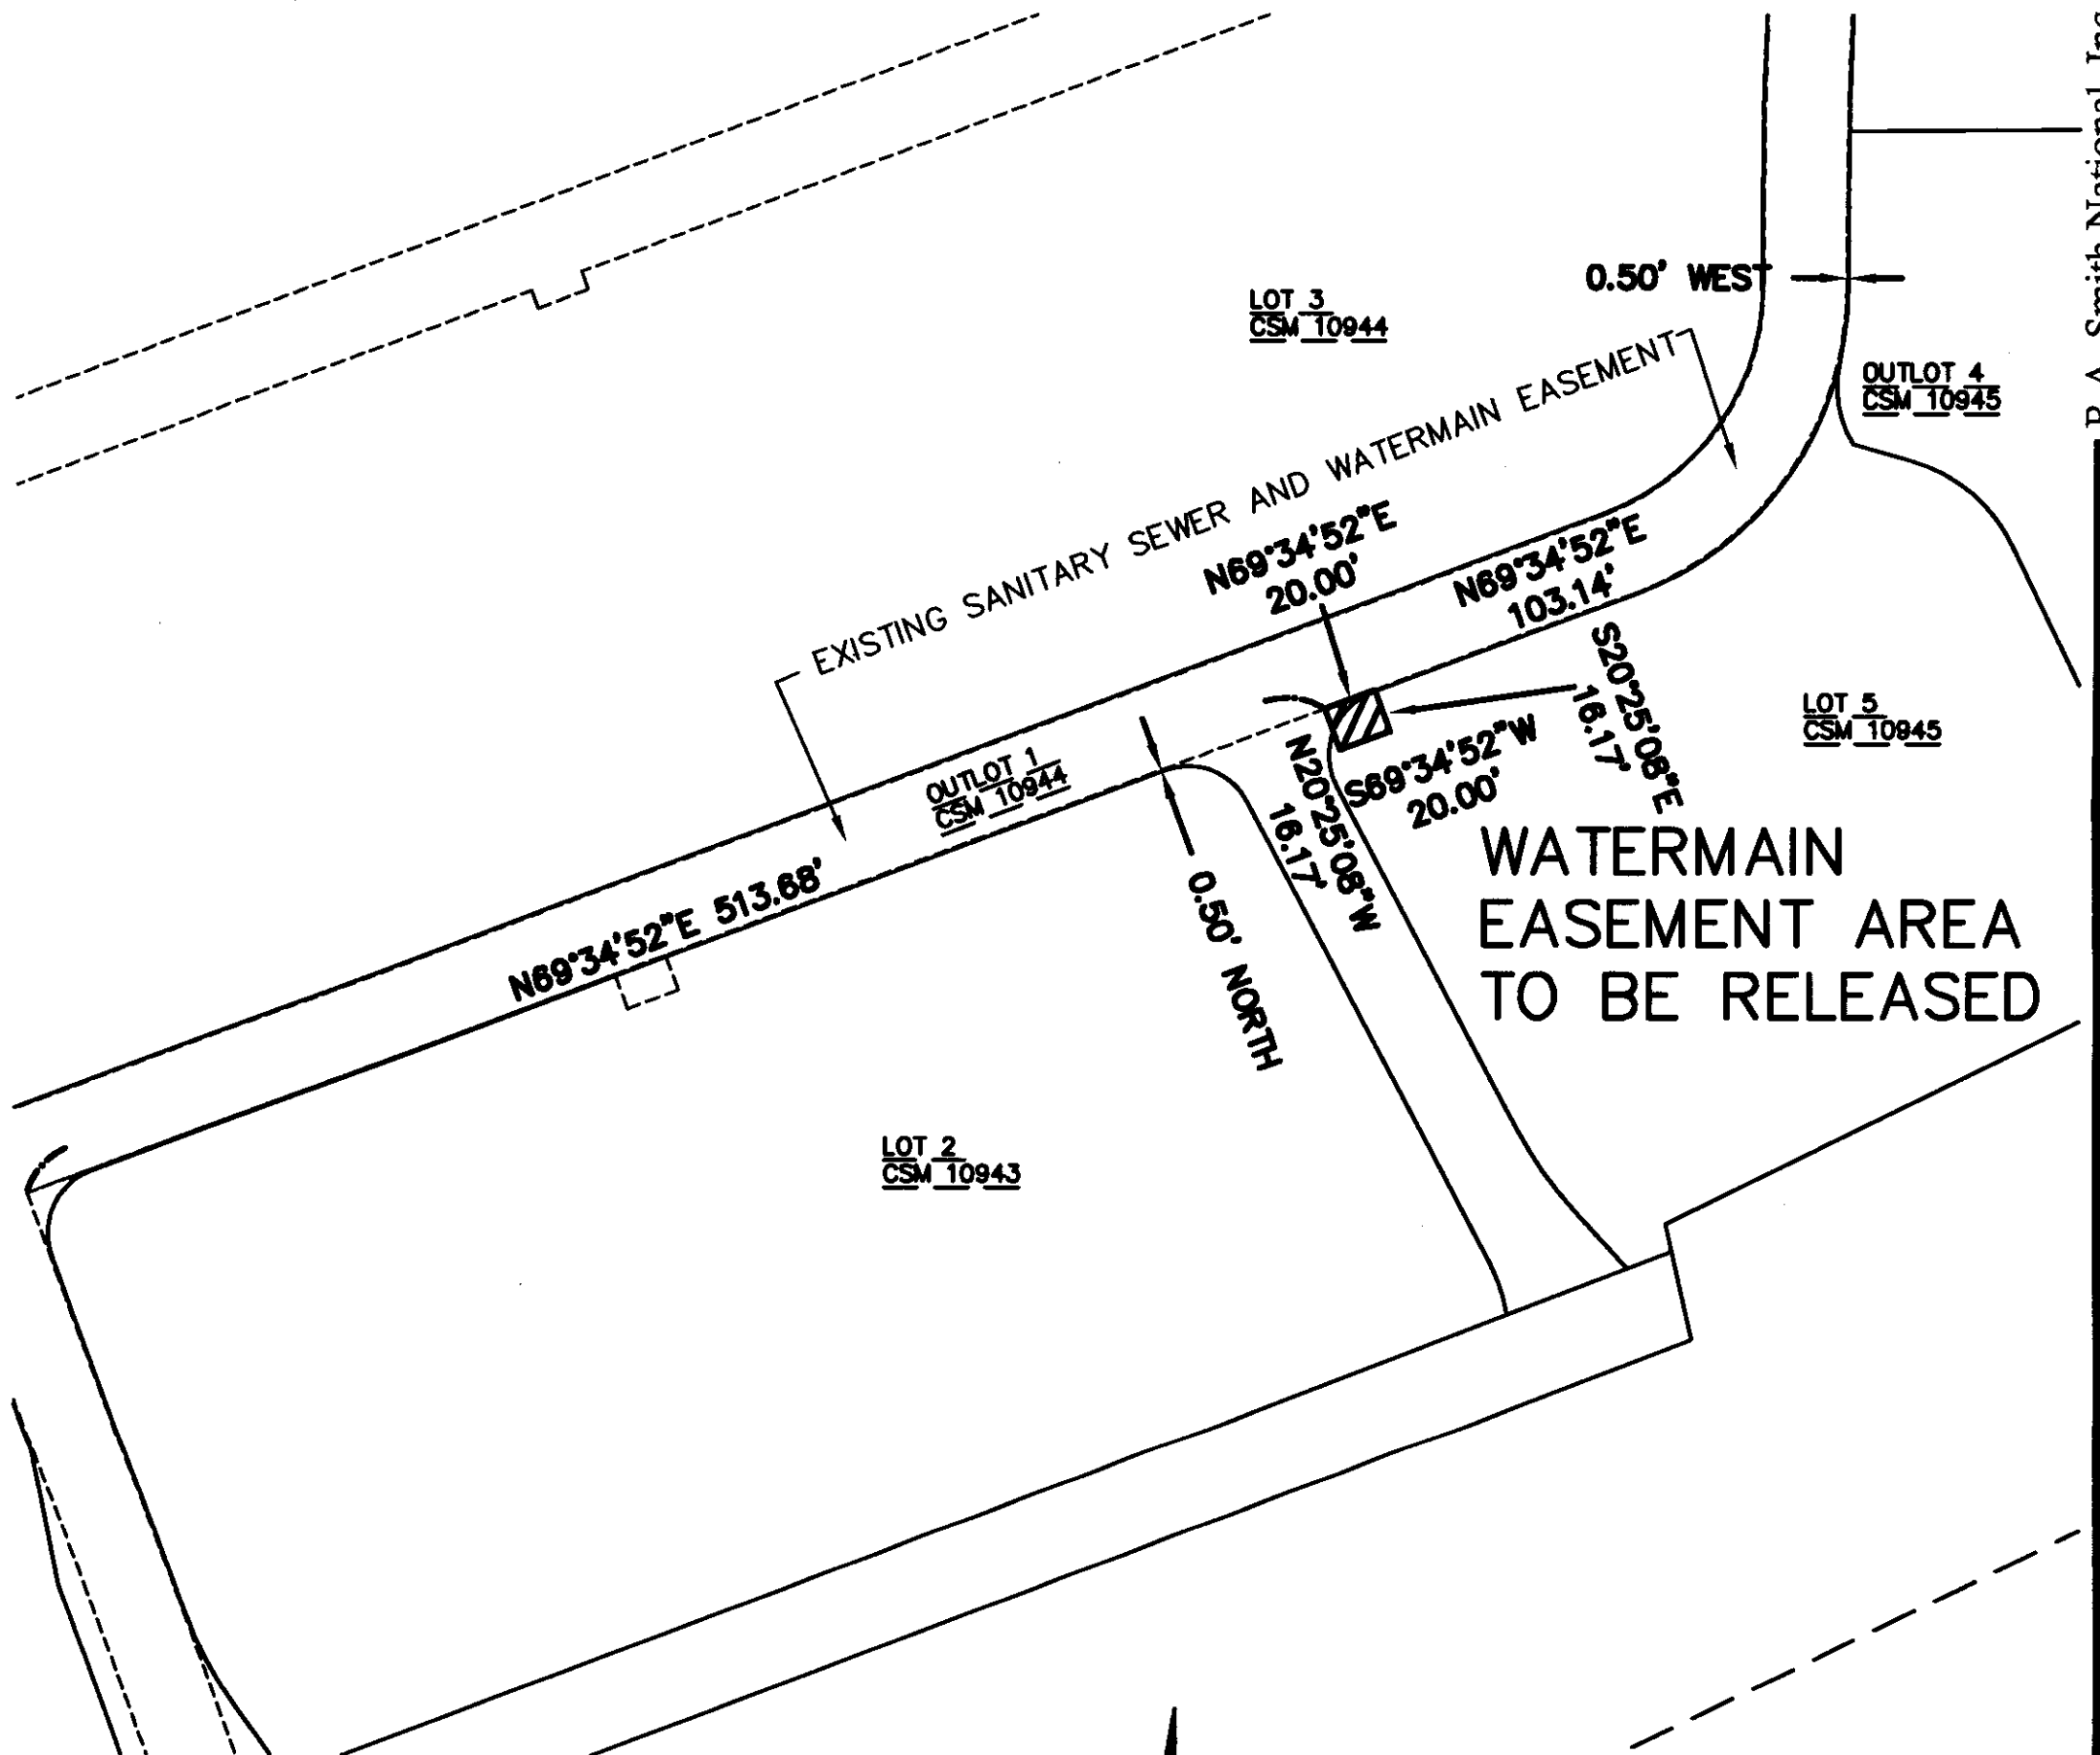 0.50' WEST
LOT 3
CSM 10944
OUTLOT 4
CSM 10945
EXISTING SANITARY SEWER AND WATERMAIN EASEMENT
N69°34'52"E
20.00'
N69°34'52"E
103.14'
S20°25'08"E
16.17'
LOT 5
CSM 10945
OUTLOT 1
CSM 10944
S69°34'52"W
20.00'
N20°25'08"W
16.17'
N69°34'52"E 513.68'
0.50' NORTH
WATERMAIN
EASEMENT AREA
TO BE RELEASED
LOT 2
CSM 10943
Smith National Inc